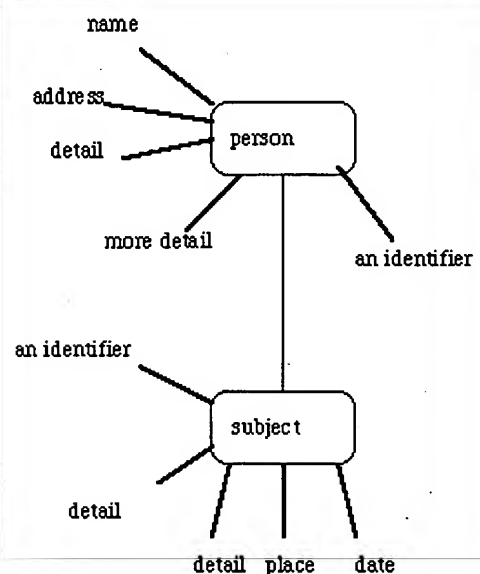 name
address
detail
person
more detail
an identifier
an identifier
subject
detail
detail place date